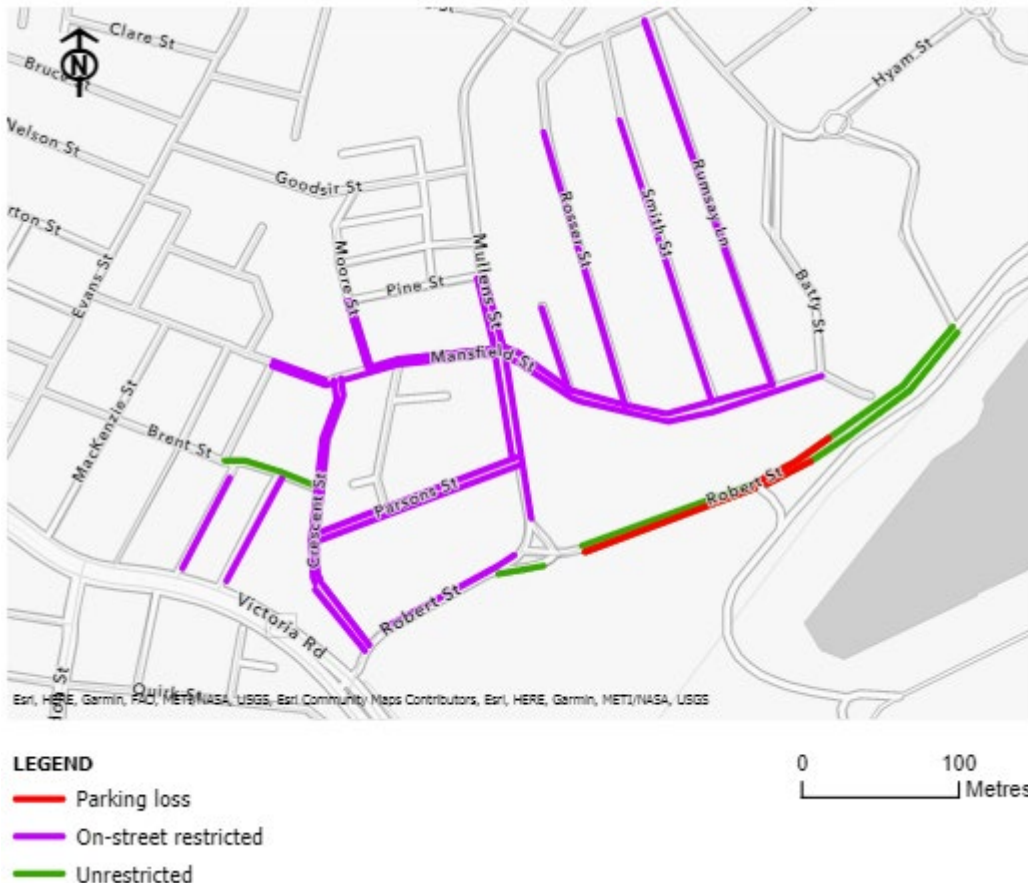 Clare St
N
Bruce St
Nelson St
Hyam St
Goodsir St
rton St
Evans St
Moore St
Pine St
Mullens St
Rosser St
Smith St
Rumsay Ln
Batty St
Mansfield St
MacKenzie St
Brent St
Crescent St
Parsons St
Robert St
Robert St
Victoria Rd
Quirk St
Esri, HERE, Garmin, FAO, METI/NASA, USGS, Esri Community Maps Contributors, Esri, HERE, Garmin, METI/NASA, USGS
LEGEND
Parking loss
On-street restricted
Unrestricted
0 100
Metres